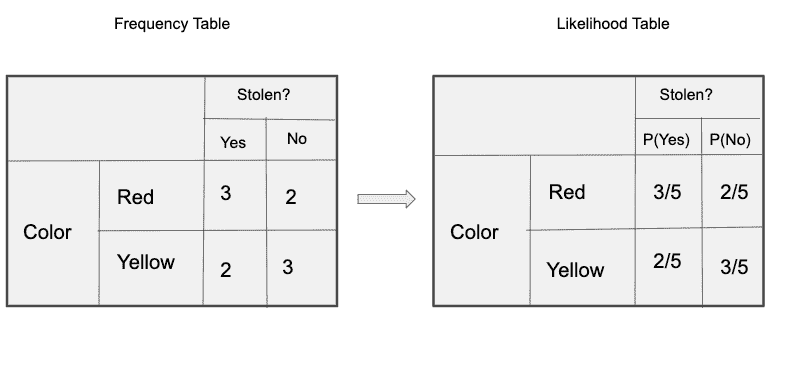 Frequency Table
Likelihood Table
Stolen?
Yes No
Color
Red 3 2
Yellow 2 3
Stolen?
P(Yes) P(No)
Color
Red 3/5 2/5
Yellow 2/5 3/5